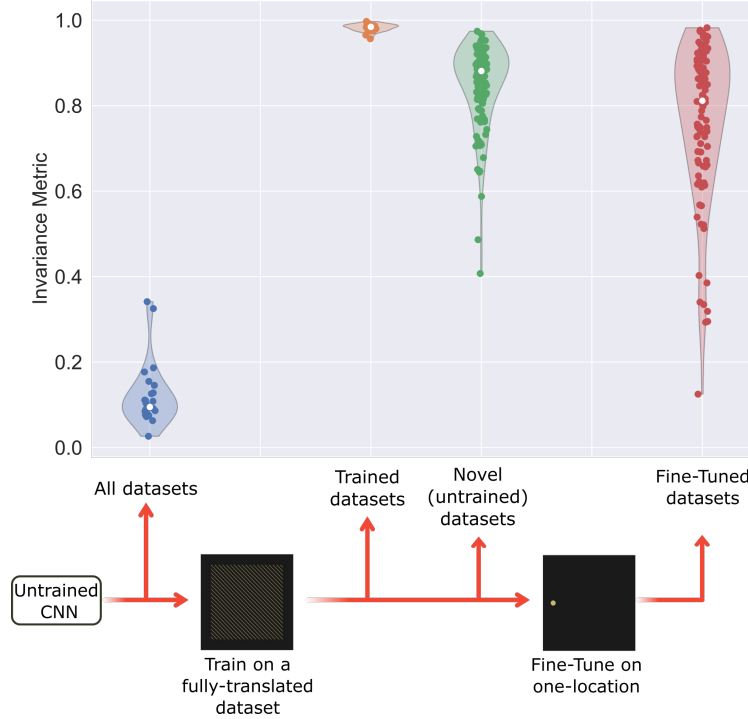 1.0
0.8
0.6
0.4
0.2
0.0
Invariance Metric
All datasets
Trained
datasets
Novel
(untrained)
datasets
Fine-Tuned
datasets
Untrained
CNN
Train on a
fully-translated
dataset
Fine-Tune on
one-location